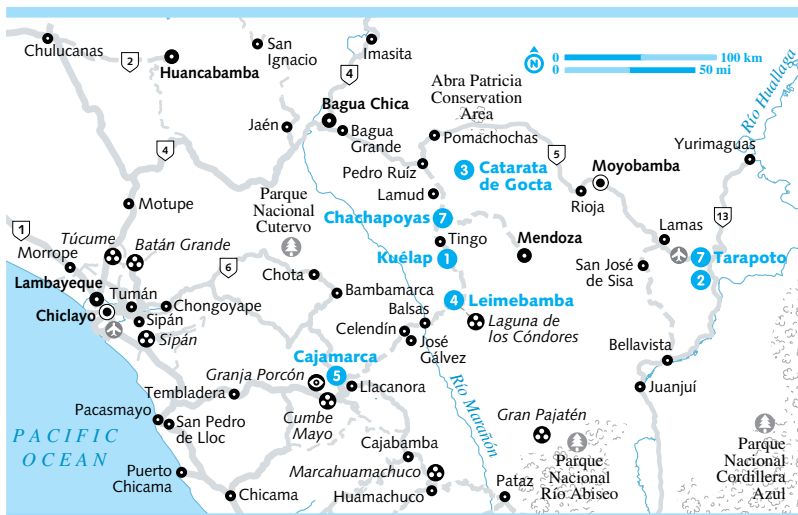 Chulucanas
2
Huancabamba
San
Ignacio
Imasita
4
N
0
100 km
0
50 mi
Río Huallaga
Abra Patricia
Conservation
Area
Bagua Chica
Jaén
Bagua
Grande
Pomachochas
5
Yurimaguas
4
Pedro Ruíz
3
Catarata
de Gocta
Moyobamba
Rioja
Lamud
Motupe
Parque
Nacional
Cutervo
Chachapoyas
7
13
1
Túcume
Batán Grande
Tingo
Mendoza
Lamas
Morrope
6
Kuélap
1
7
Tarapoto
San José
de Sisa
2
Chota
Lambayeque
Tumán
Chongoyape
Bambamarca
Balsas
4
Leimebamba
Chiclayo
Sipán
Sipán
Celendín
José
Gálvez
Laguna de
los Cóndores
Bellavista
Cajamarca
5
Granja Porcón
Llacanora
Juanjuí
Tembladera
Río Marañón
Pacasmayo
San Pedro
de Lloc
Cumbe
Mayo
Gran Pajatén
PACIFIC
OCEAN
Cajabamba
Parque
Nacional
Río Abiseo
Parque
Nacional
Cordillera
Azúl
Puerto
Chicama
Marcahuamachuco
Chicama
Huamachuco
Pataz